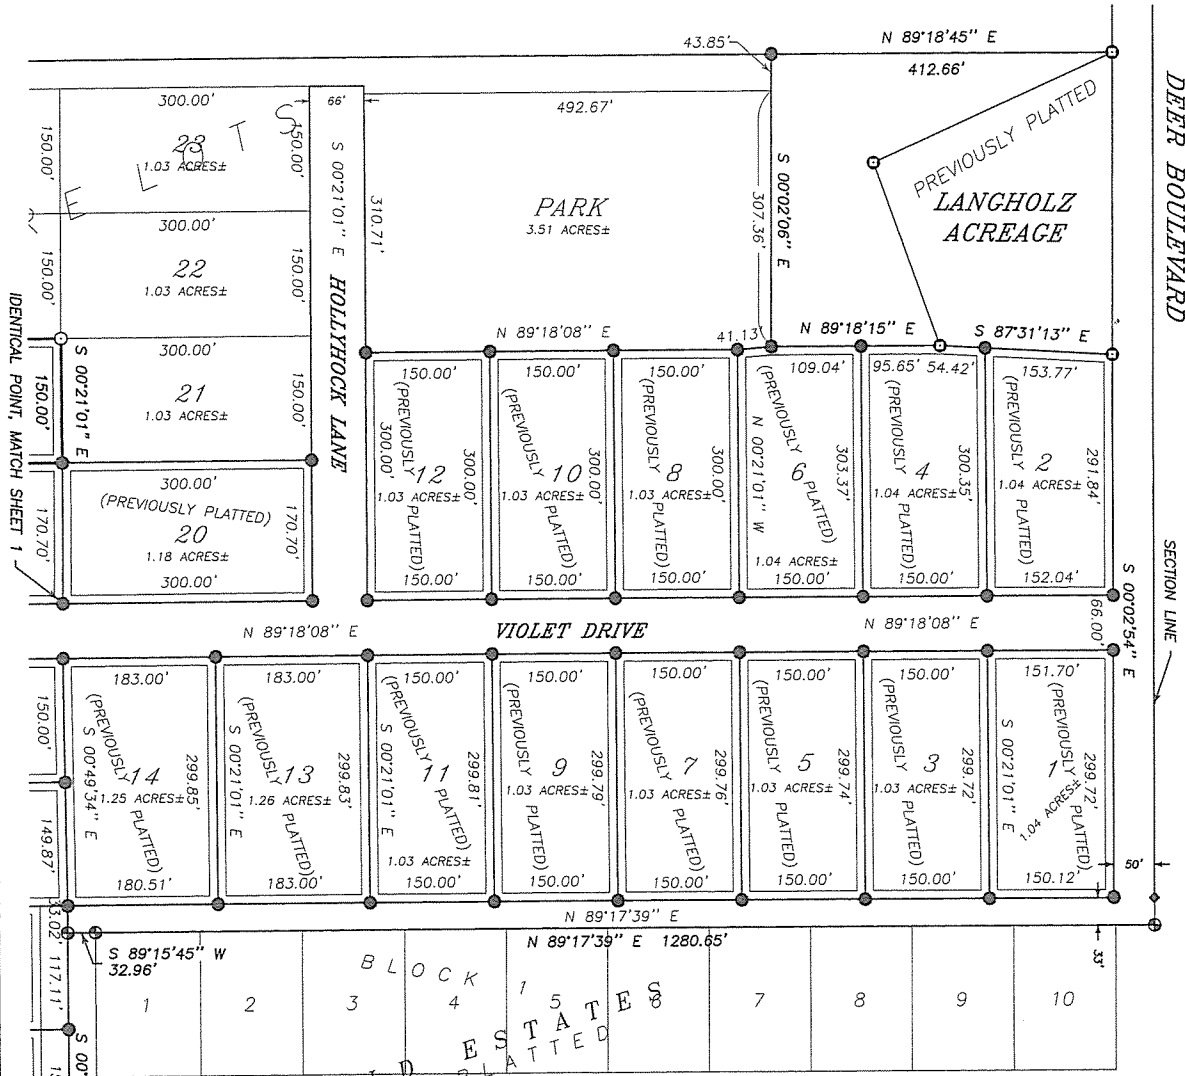 43.85'
N 89°18'45" E
412.66'
DEER BOULEVARD
PREVIOUSLY PLATTED
LANGHOLZ
ACREAGE
300.00'
66'
492.67'
150.00'
23
1.03 ACRES±
150.00'
E L O T S
S 00°21'01" E
HOLLYHOCK LANE
310.71'
PARK
3.51 ACRES±
307.36'
S 00°02'06" E
300.00'
150.00'
22
1.03 ACRES±
150.00'
IDENTICAL POINT, MATCH SHEET 1
300.00'
150.00'
S 00°21'01" E
21
1.03 ACRES±
150.00'
N 89°18'08" E
41.13'
N 89°18'15" E
S 87°31'13" E
300.00'
(PREVIOUSLY PLATTED)
170.70'
20
170.70'
1.18 ACRES±
300.00'
150.00'
(PREVIOUSLY PLATTED)
300.00'
12
300.00'
1.03 ACRES±
150.00'
150.00'
(PREVIOUSLY PLATTED)
10
300.00'
1.03 ACRES±
150.00'
150.00'
(PREVIOUSLY PLATTED)
8
300.00'
1.03 ACRES±
150.00'
109.04'
(PREVIOUSLY PLATTED)
N 00°21'01" W
6
303.37'
1.04 ACRES±
150.00'
95.65' 54.42'
(PREVIOUSLY PLATTED)
4
300.35'
1.04 ACRES±
150.00'
153.77'
(PREVIOUSLY PLATTED)
2
291.84'
1.04 ACRES±
152.04'
S 00°02'54" E
66.00'
SECTION LINE
N 89°18'08" E
VIOLET DRIVE
N 89°18'08" E
150.00'
149.87'
183.00'
(PREVIOUSLY PLATTED)
S 00°49'34" E
14
299.85'
1.25 ACRES±
180.51'
183.00'
(PREVIOUSLY PLATTED)
S 00°21'01" E
13
299.83'
1.26 ACRES±
183.00'
150.00'
(PREVIOUSLY PLATTED)
S 00°21'01" E
11
299.81'
1.03 ACRES±
150.00'
150.00'
(PREVIOUSLY PLATTED)
9
299.79'
1.03 ACRES±
150.00'
150.00'
(PREVIOUSLY PLATTED)
7
299.76'
1.03 ACRES±
150.00'
150.00'
(PREVIOUSLY PLATTED)
5
299.74'
1.03 ACRES±
150.00'
150.00'
(PREVIOUSLY PLATTED)
3
299.72'
1.03 ACRES±
150.00'
151.70'
(PREVIOUSLY PLATTED)
S 00°21'01" E
1
299.72'
1.04 ACRES±
150.12'
50'
33.02'
N 89°17'39" E
N 89°17'39" E 1280.65'
S 89°15'45" W
32.96'
33'
117.11'
S 00°
BLOCK 1
1
2
3
4
5
6
7
8
9
10
D ESTATES
LATTED